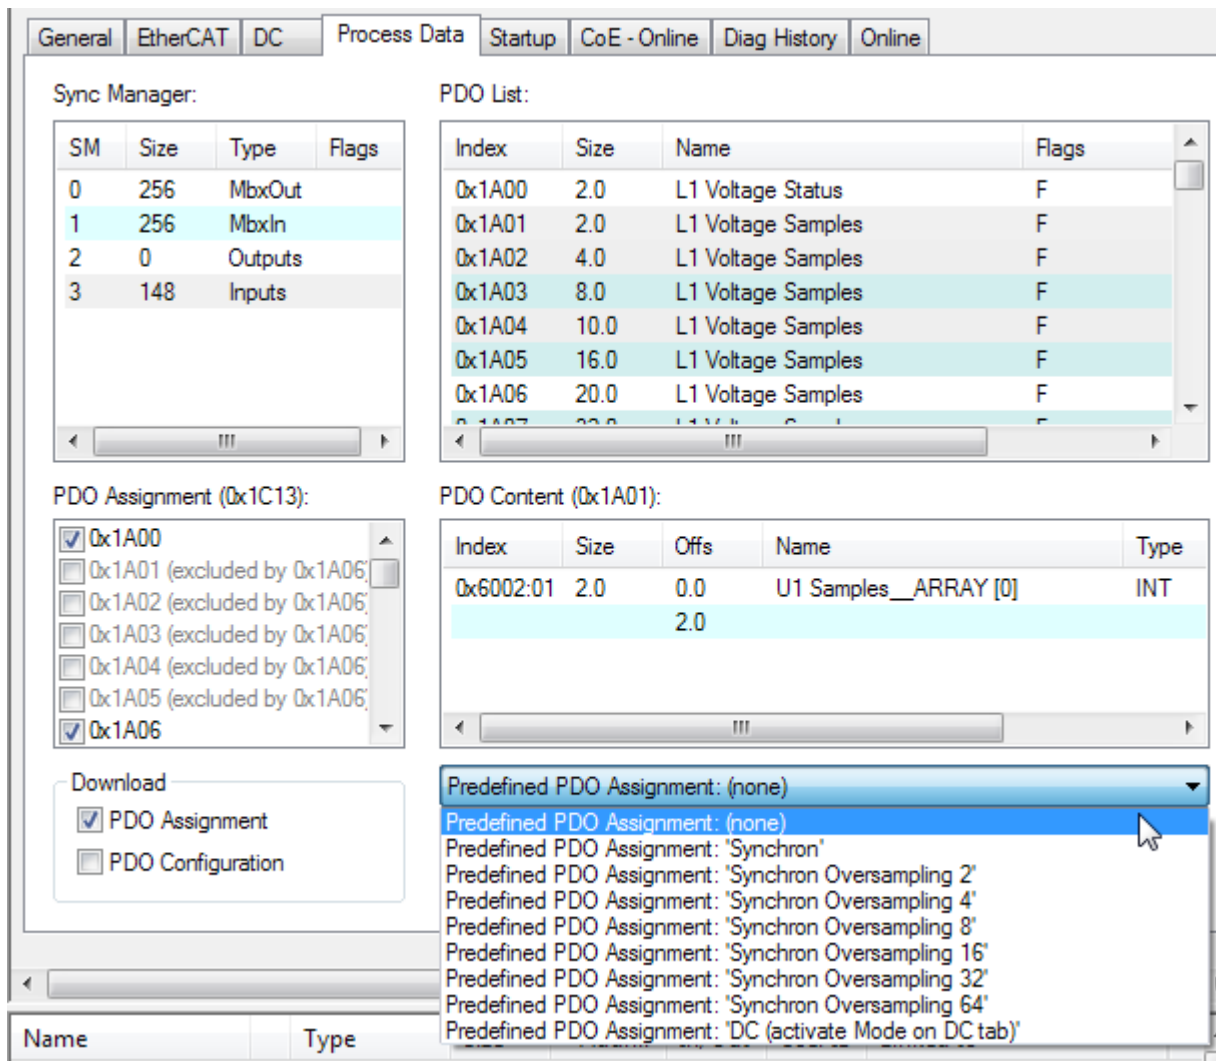 General EtherCAT DC Process Data Startup CoE - Online Diag History Online
Sync Manager:
SM Size Type Flags
0 256 MbxOut
1 256 MbxIn
2 0 Outputs
3 148 Inputs
PDO List:
Index Size Name Flags
0x1A00 2.0 L1 Voltage Status F
0x1A01 2.0 L1 Voltage Samples F
0x1A02 4.0 L1 Voltage Samples F
0x1A03 8.0 L1 Voltage Samples F
0x1A04 10.0 L1 Voltage Samples F
0x1A05 16.0 L1 Voltage Samples F
0x1A06 20.0 L1 Voltage Samples F
PDO Assignment (0x1C13):
0x1A00
0x1A01 (excluded by 0x1A06)
0x1A02 (excluded by 0x1A06)
0x1A03 (excluded by 0x1A06)
0x1A04 (excluded by 0x1A06)
0x1A05 (excluded by 0x1A06)
0x1A06
PDO Content (0x1A01):
Index Size Offs Name Type
0x6002:01 2.0 0.0 U1 Samples__ARRAY [0] INT
2.0
Download
PDO Assignment
PDO Configuration
Predefined PDO Assignment: (none)
Predefined PDO Assignment: (none)
Predefined PDO Assignment: 'Synchron'
Predefined PDO Assignment: 'Synchron Oversampling 2'
Predefined PDO Assignment: 'Synchron Oversampling 4'
Predefined PDO Assignment: 'Synchron Oversampling 8'
Predefined PDO Assignment: 'Synchron Oversampling 16'
Predefined PDO Assignment: 'Synchron Oversampling 32'
Predefined PDO Assignment: 'Synchron Oversampling 64'
Predefined PDO Assignment: 'DC (activate Mode on DC tab)'
Name Type